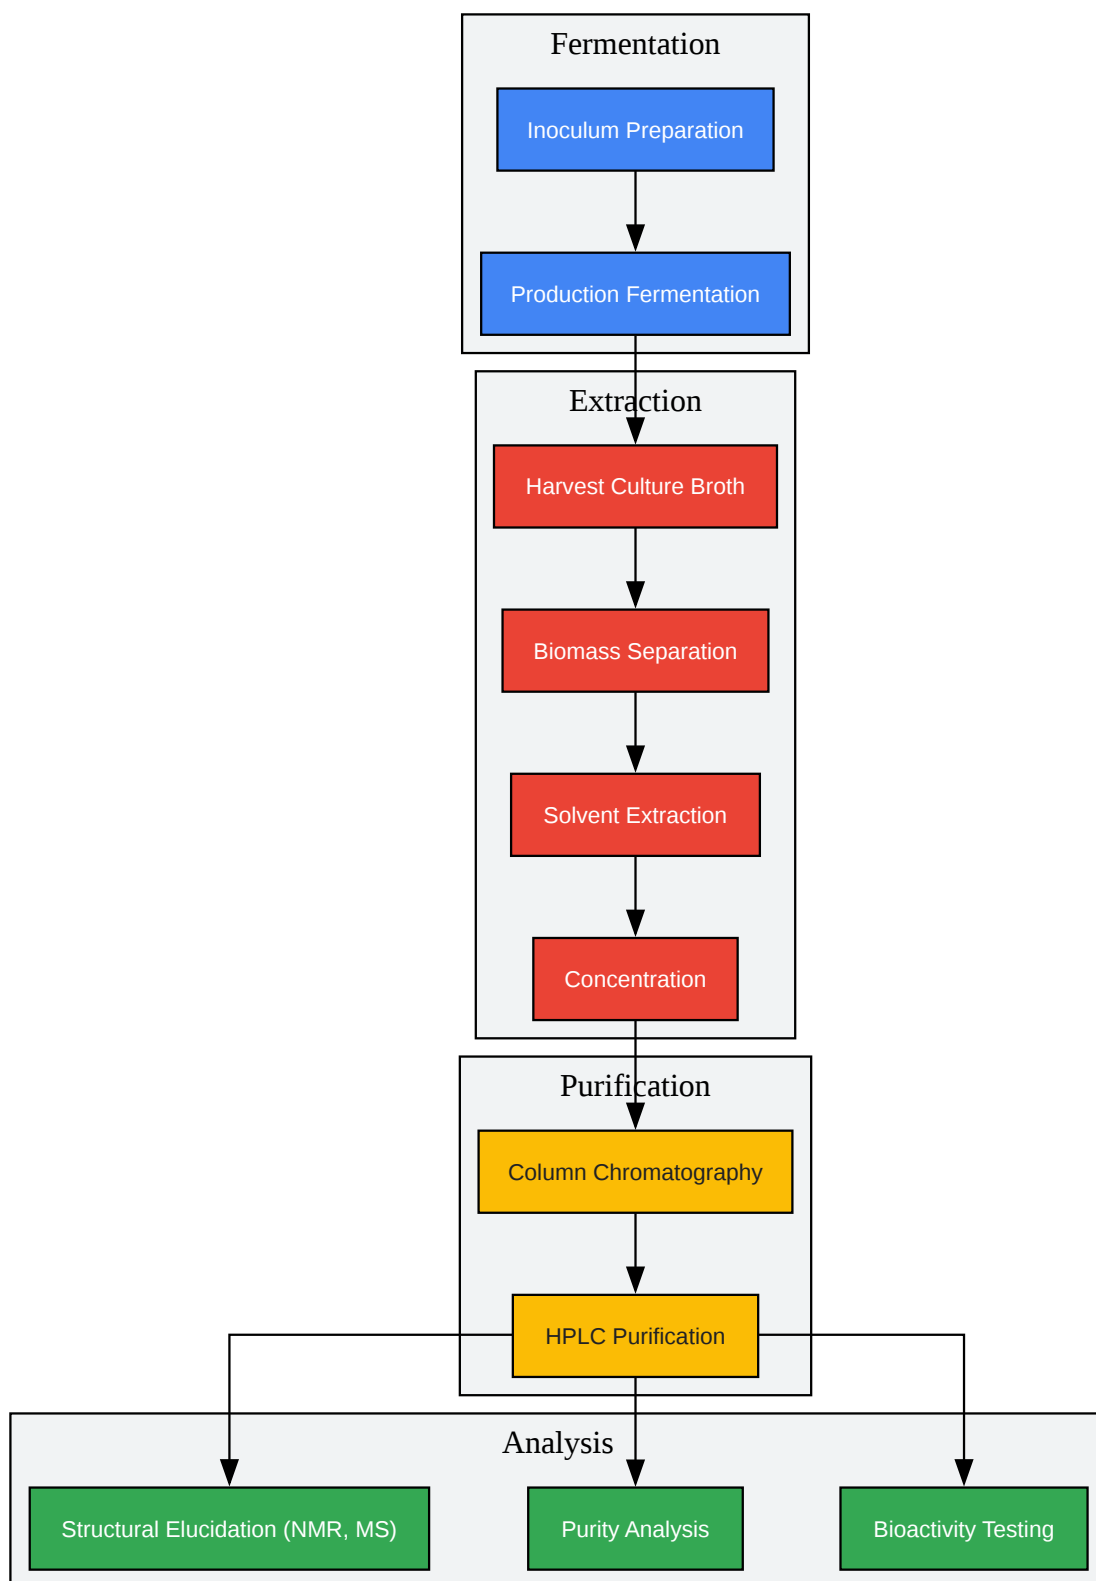 Fermentation
Inoculum Preparation
Production Fermentation
Extraction
Harvest Culture Broth
Biomass Separation
Solvent Extraction
Concentration
Purification
Column Chromatography
HPLC Purification
Analysis
Structural Elucidation (NMR, MS)
Purity Analysis
Bioactivity Testing